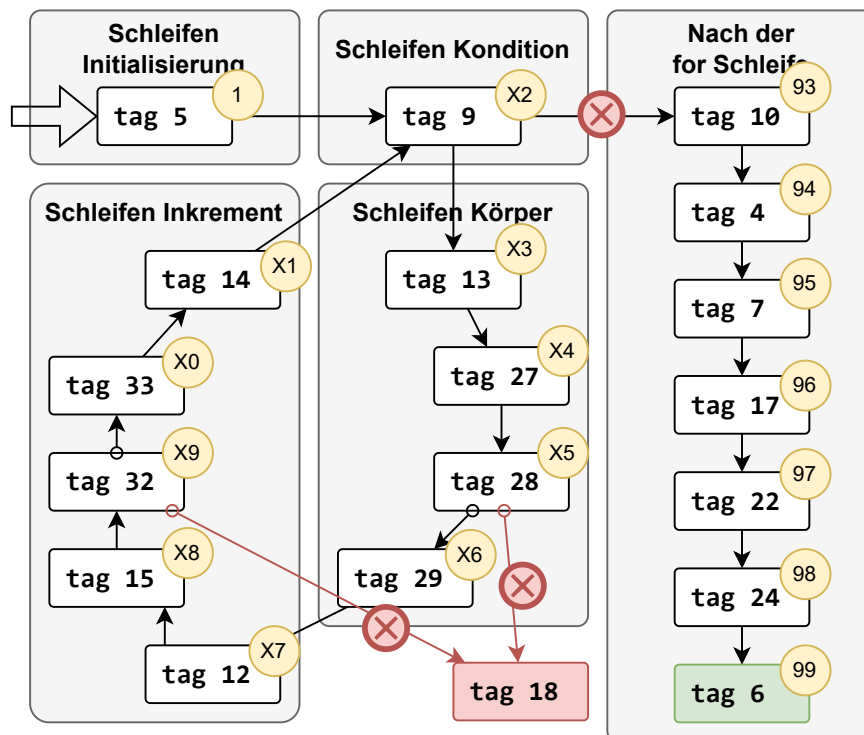 Schleifen
Initialisierung
1
tag 5
Schleifen Kondition
X2
tag 9
Nach der
for Schleife
93
tag 10
94
tag 4
95
tag 7
96
tag 17
97
tag 22
98
tag 24
99
tag 6
Schleifen Inkrement
X1
tag 14
X0
tag 33
X9
tag 32
X8
tag 15
X7
tag 12
Schleifen Körper
X3
tag 13
X4
tag 27
X5
tag 28
X6
tag 29
tag 18